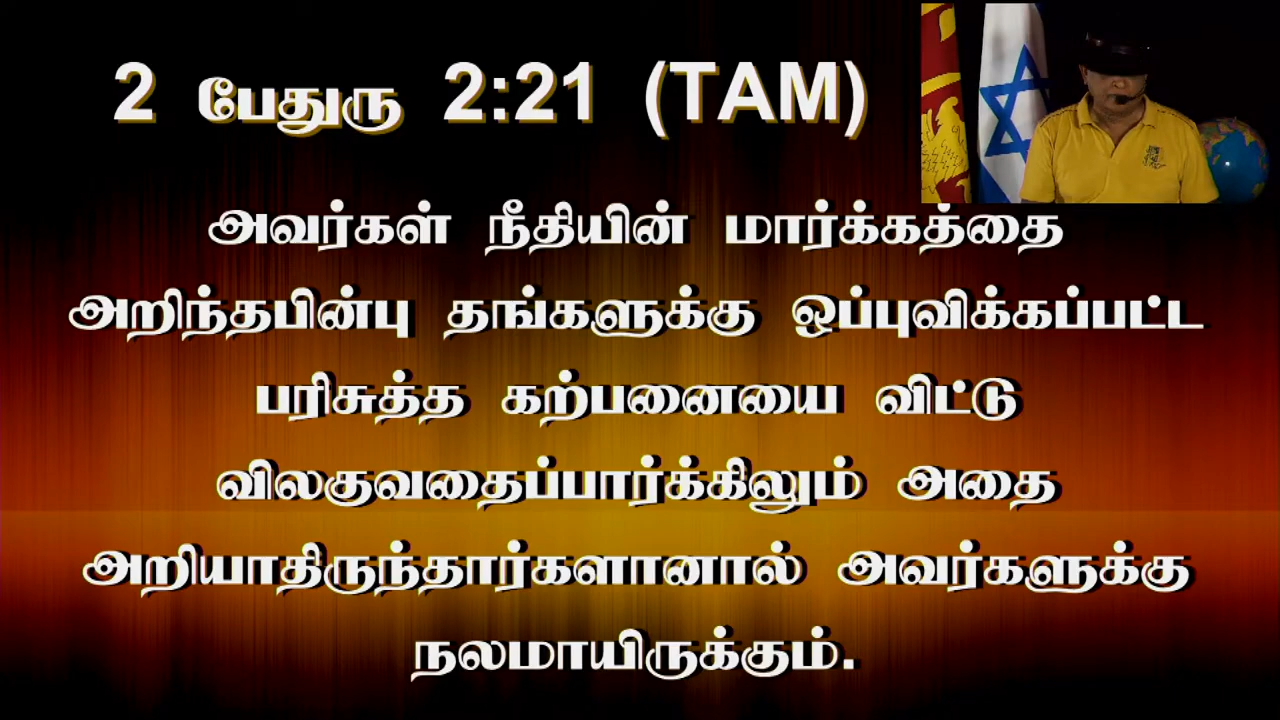 2 பேதுரு 2:21 (TAM)
அவர்கள் நீதியின் மார்க்கத்தை
அறிந்தபின்பு தங்களுக்கு ஒப்புவிக்கப்பட்ட
பரிசுத்த கற்பனையை விட்டு
விலகுவதைப்பார்க்கிலும் அதை
அறியாதிருந்தார்களானால் அவர்களுக்கு
நலமாயிருக்கும்.